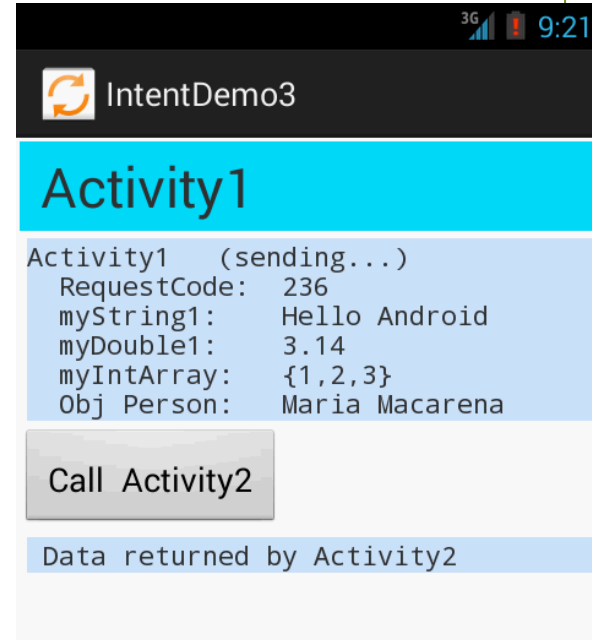 3G 9:21
IntentDemo3
Activity1
Activity1 (sending...)
RequestCode: 236
myString1: Hello Android
myDouble1: 3.14
myIntArray: {1,2,3}
Obj Person: Maria Macarena
Call Activity2
Data returned by Activity2